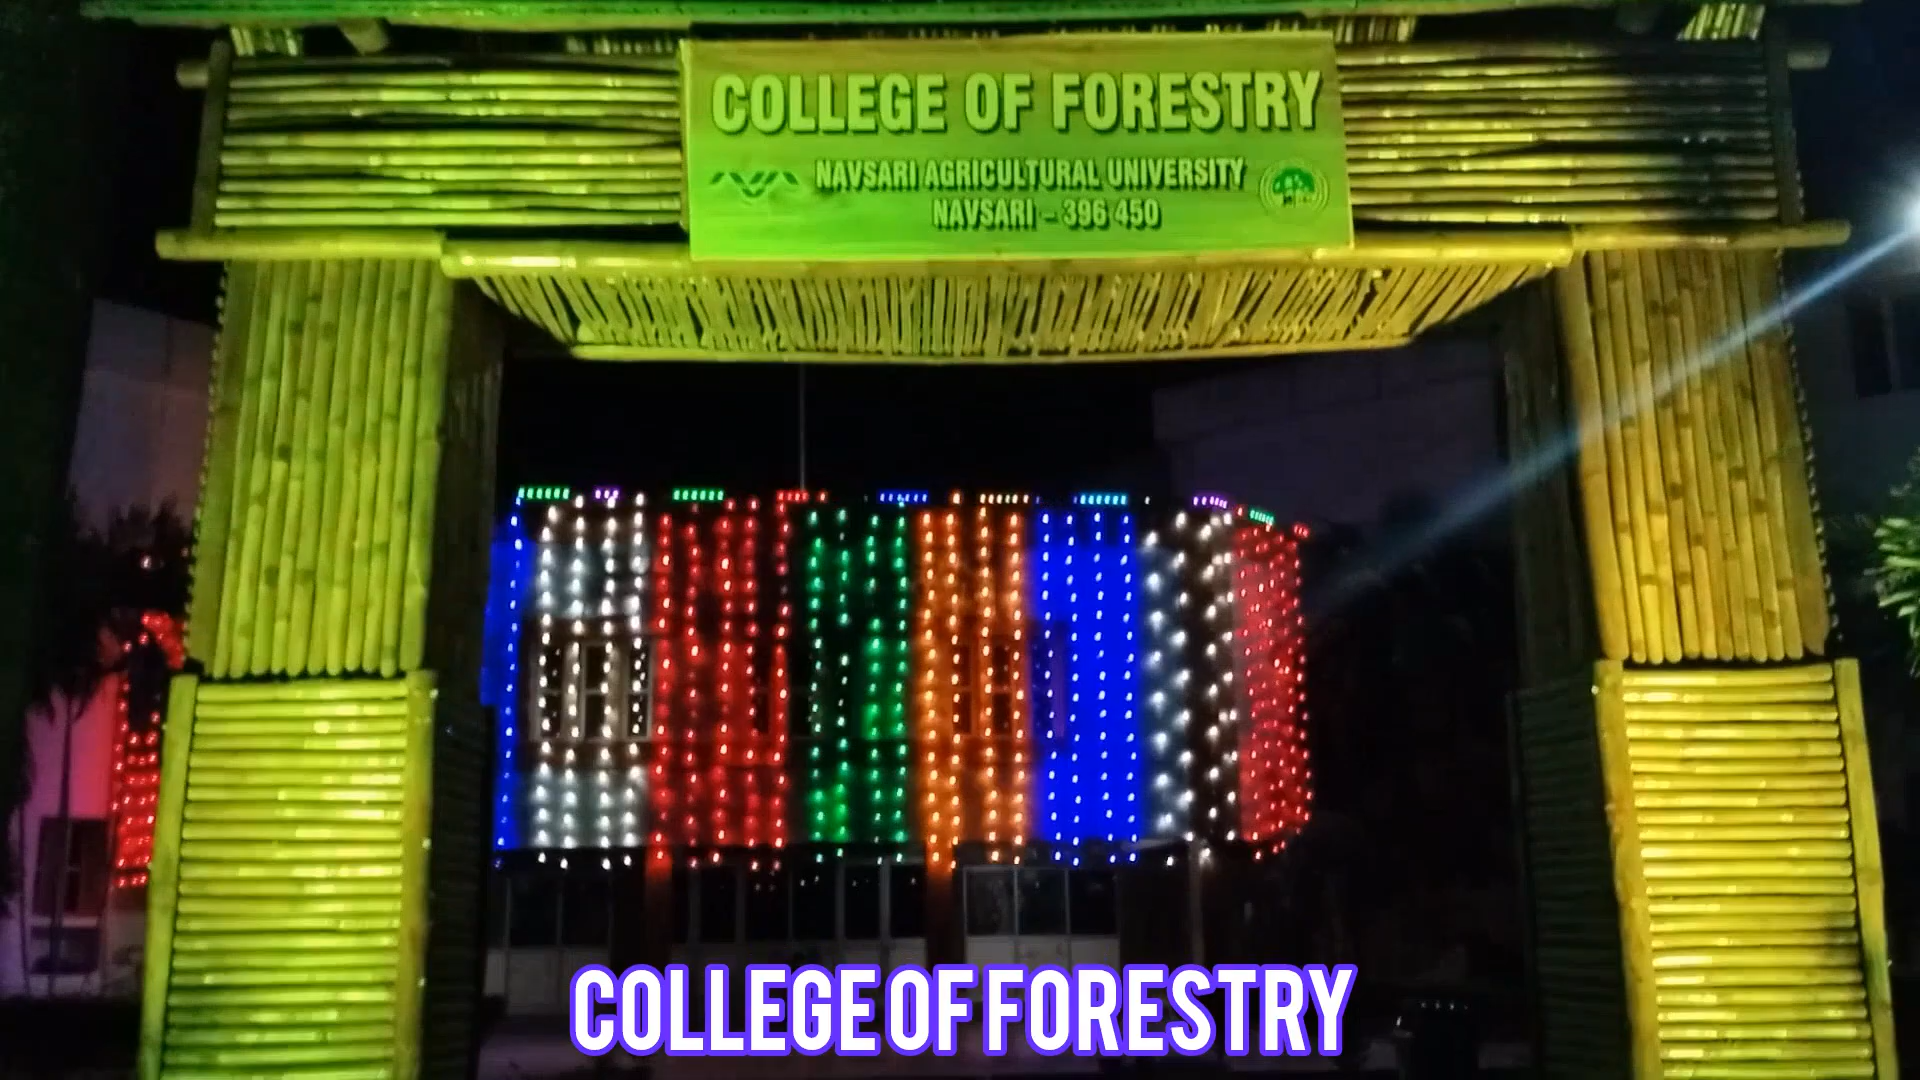 COLLEGE OF FORESTRY
NAVSARI AGRICULTURAL UNIVERSITY
NAVSARI - 396 450
COLLEGE OF FORESTRY